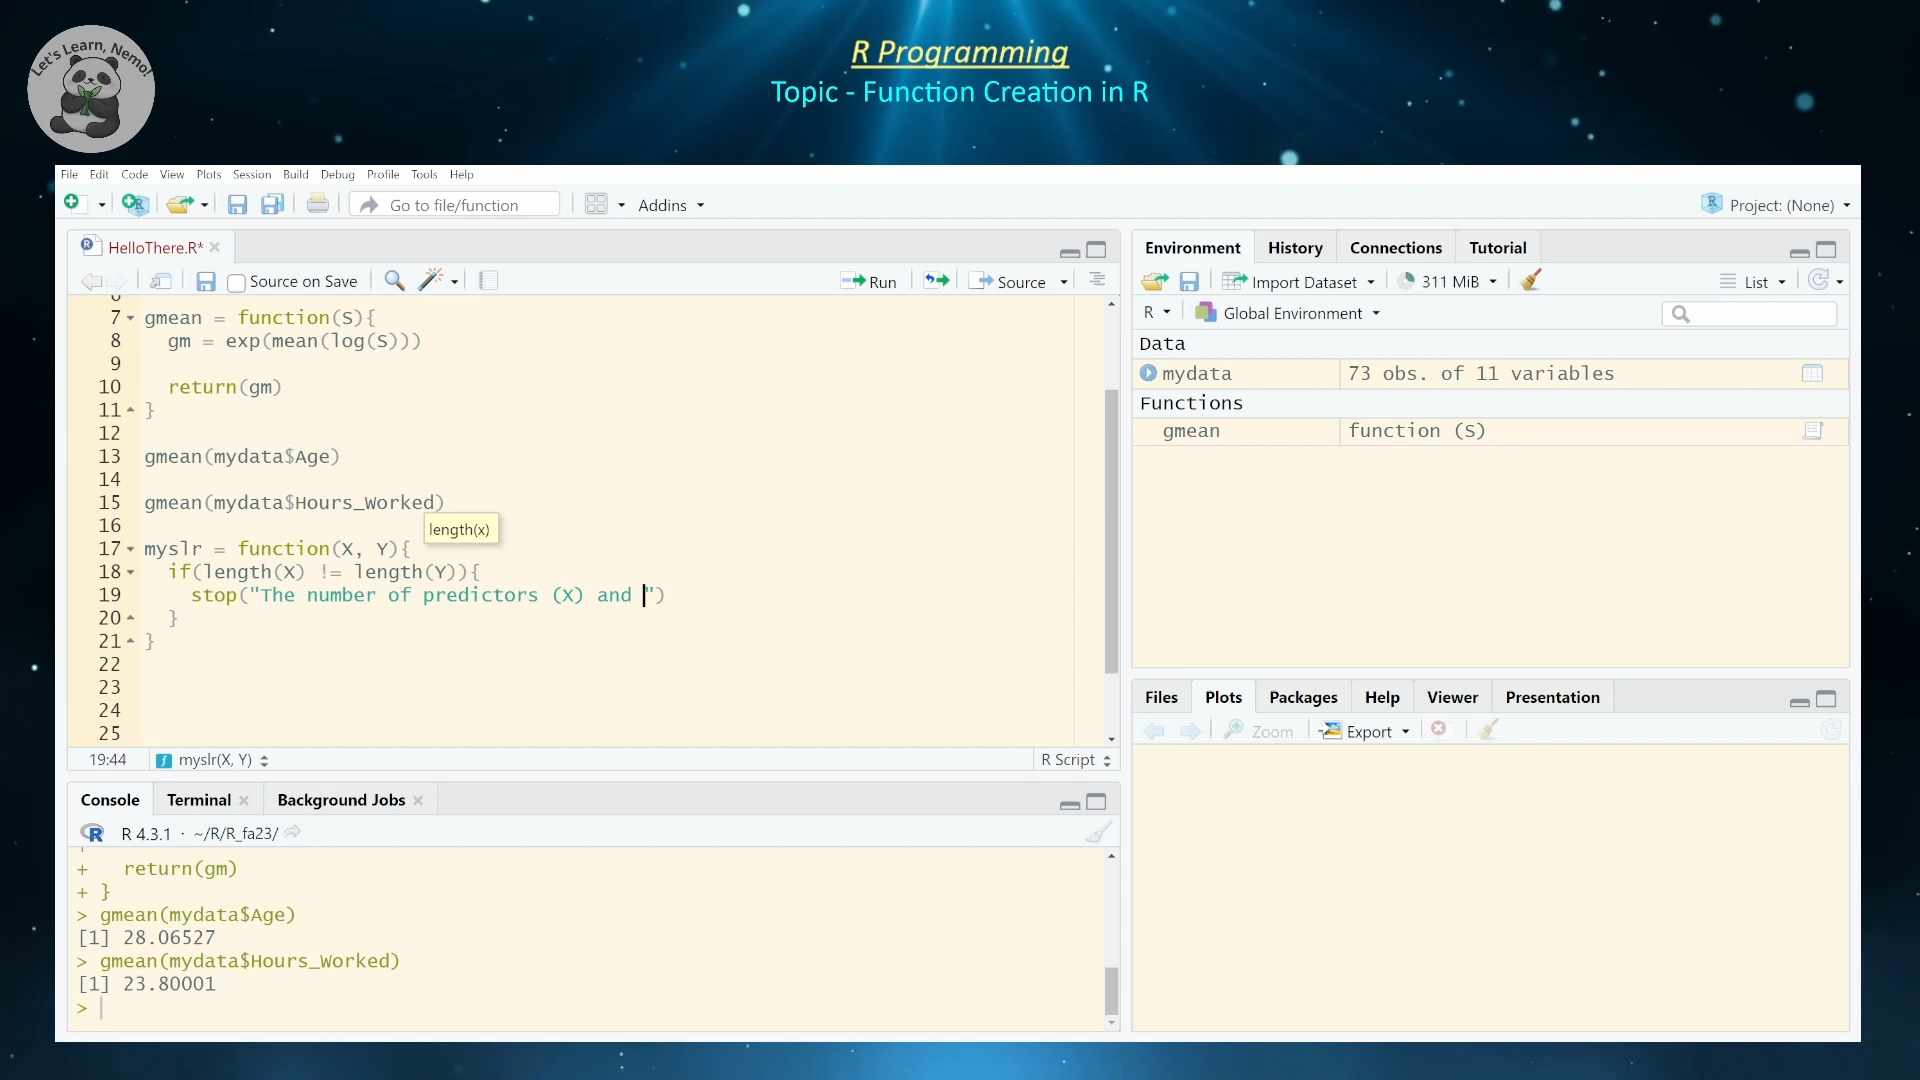 Let's Learn, Nemo!
R Programming
Topic - Function Creation in R
File Edit Code View Plots Session Build Debug Profile Tools Help
Go to file/function
Addins
Project: (None)
HelloThere.R*
Source on Save
Run
Source
7 gmean = function(S){
8 gm = exp(mean(log(S)))
9
10 return(gm)
11 }
12
13 gmean(mydata$Age)
14
15 gmean(mydata$Hours_Worked)
16
length(x)
17 myslr = function(X, Y){
18 if(length(X) != length(Y)){
19 stop("The number of predictors (X) and ")
20 }
21 }
22
23
24
25
19:44
myslr(X, Y)
R Script
Console Terminal Background Jobs
R 4.3.1 · ~/R/R_fa23/
+ return(gm)
+ }
> gmean(mydata$Age)
[1] 28.06527
> gmean(mydata$Hours_Worked)
[1] 23.80001
>
Environment History Connections Tutorial
Import Dataset
311 MiB
List
R
Global Environment
Data
mydata 73 obs. of 11 variables
Functions
gmean function (S)
Files Plots Packages Help Viewer Presentation
Zoom
Export